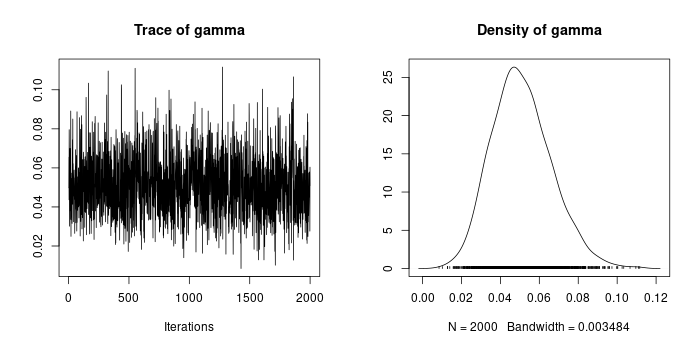 Trace of gamma
0.02 0.04 0.06 0.08 0.10
0 500 1000 1500 2000
Iterations
Density of gamma
0 5 10 15 20 25
0.00 0.02 0.04 0.06 0.08 0.10 0.12
N = 2000 Bandwidth = 0.003484